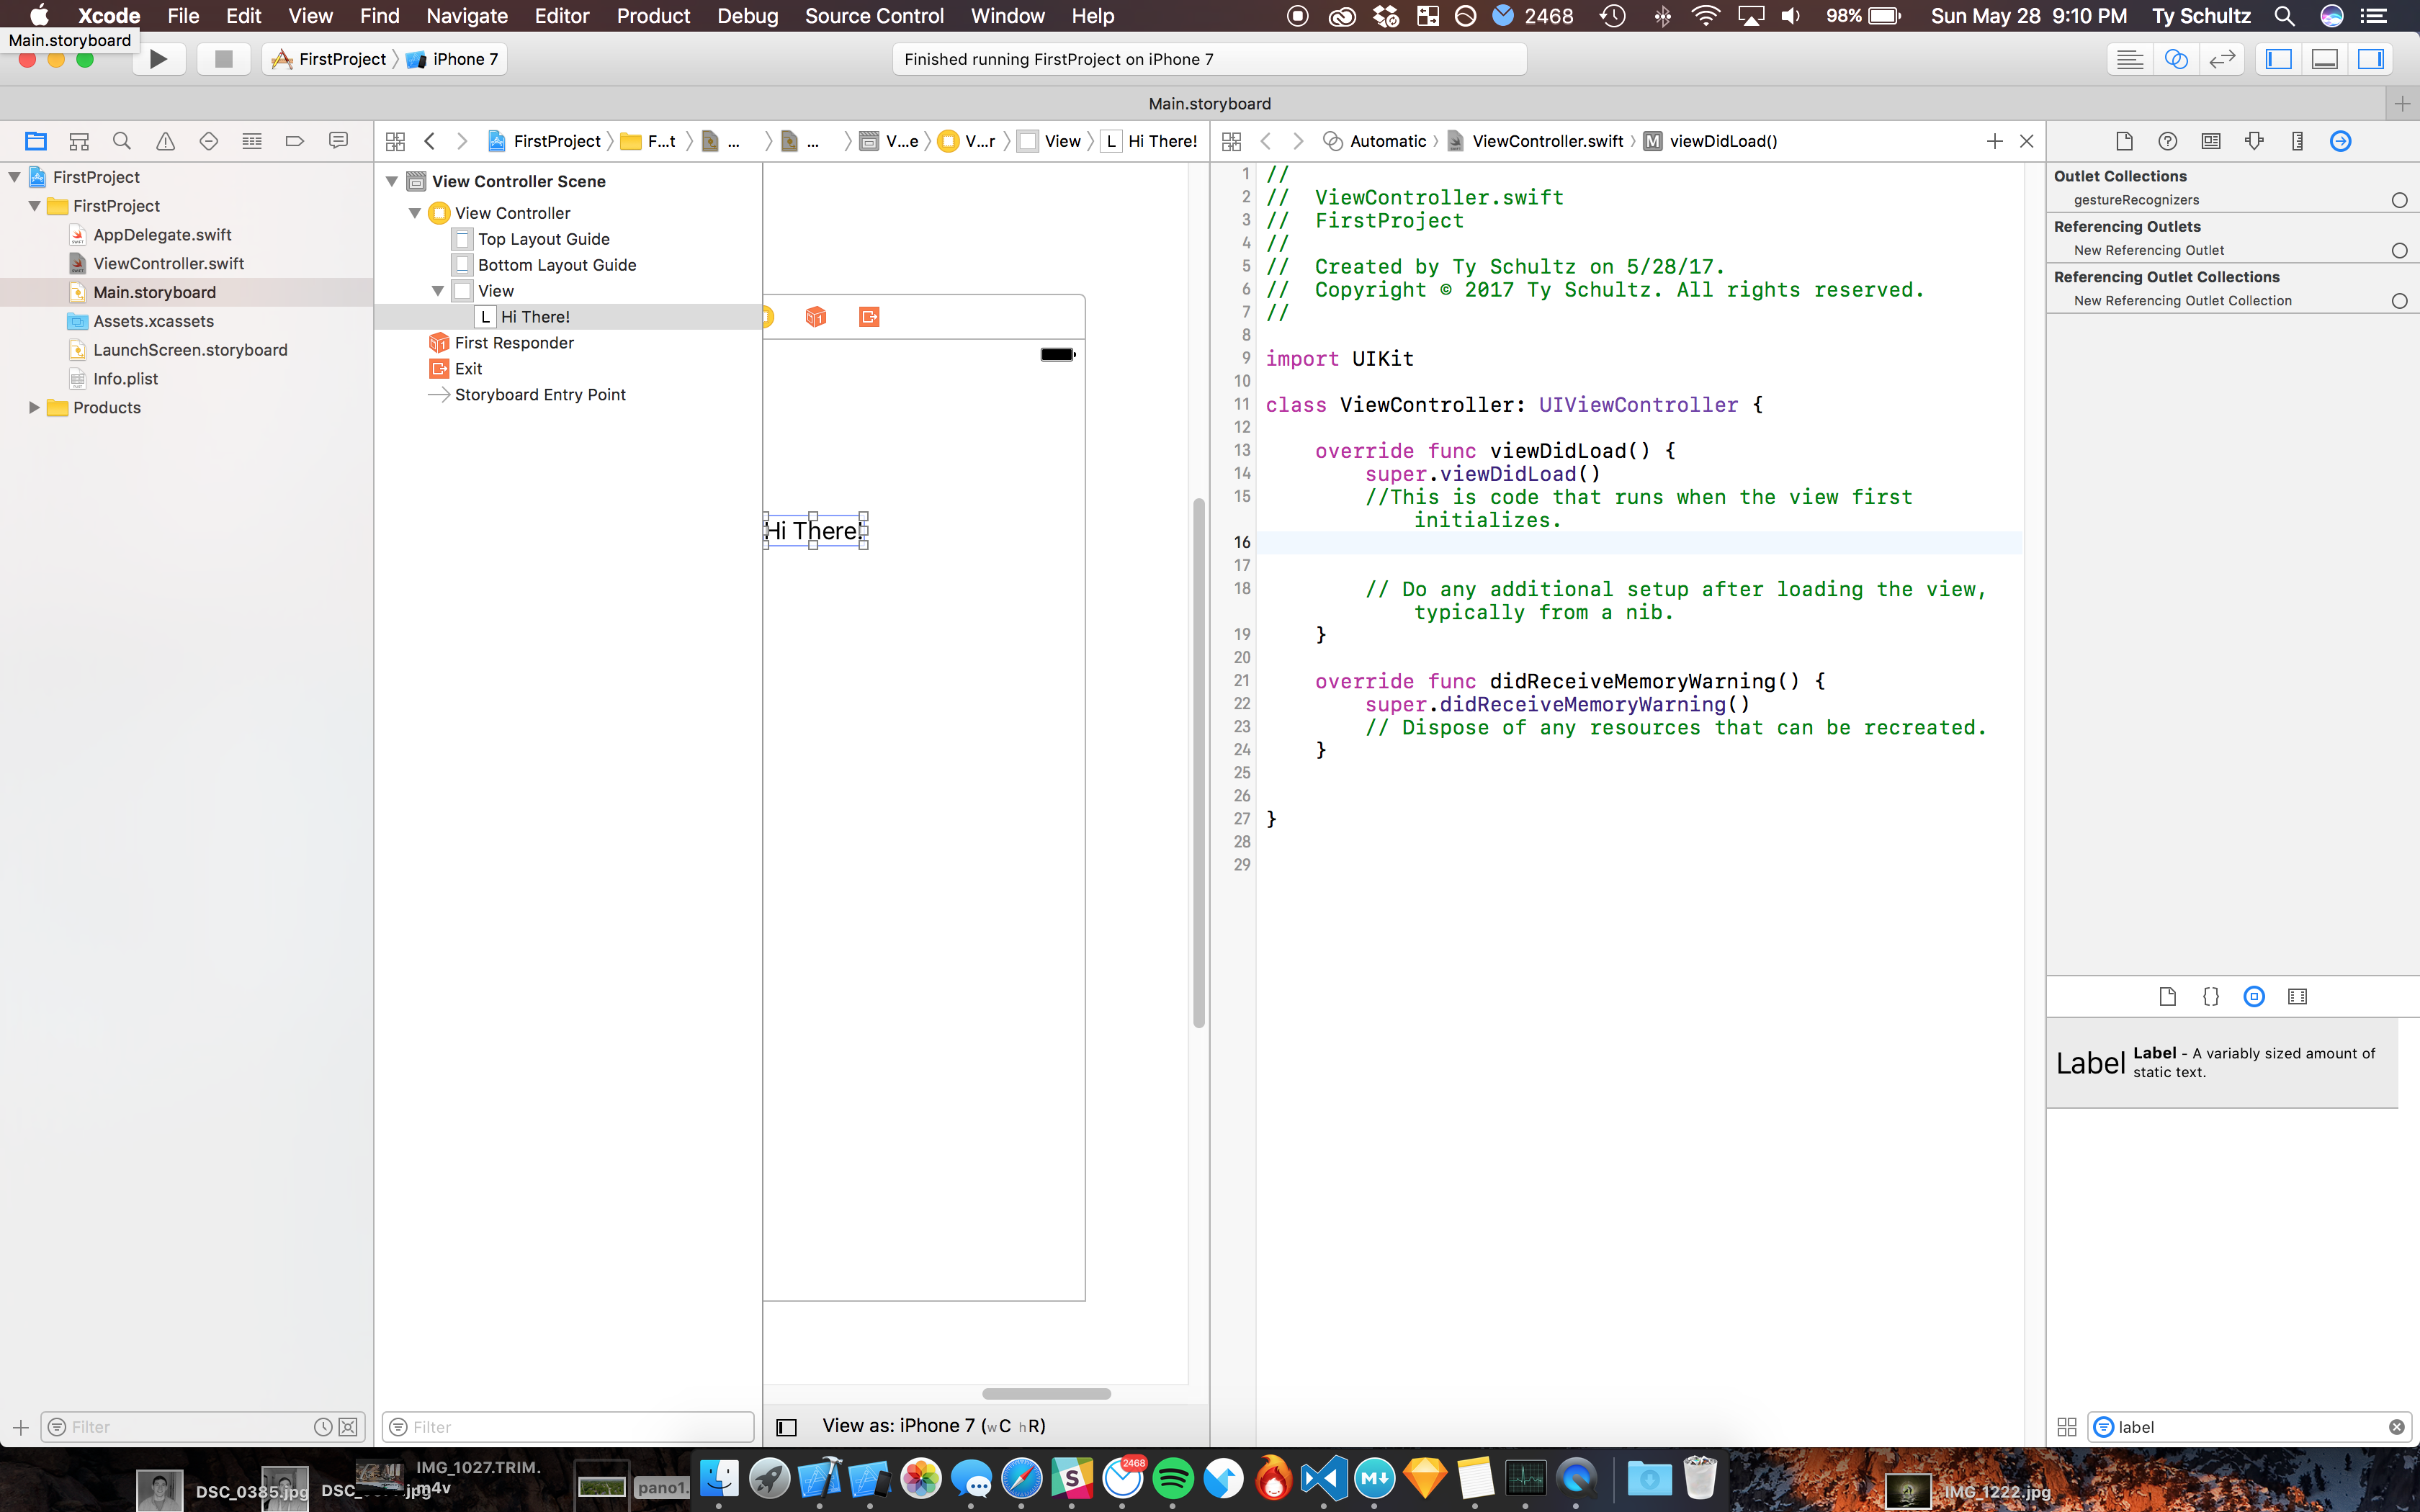 Xcode File Edit View Find Navigate Editor Product Debug Source Control Window Help 2468 98% Sun May 28 9:10 PM Ty Schultz
Main.storyboard
FirstProject iPhone 7 Finished running FirstProject on iPhone 7
Main.storyboard
FirstProject F...t ... ... V...e V...r View L Hi There!
Automatic ViewController.swift M viewDidLoad()
FirstProject
FirstProject
AppDelegate.swift
ViewController.swift
Main.storyboard
Assets.xcassets
LaunchScreen.storyboard
Info.plist
Products
Filter
View Controller Scene
View Controller
Top Layout Guide
Bottom Layout Guide
View
L Hi There!
First Responder
Exit
Storyboard Entry Point
Filter
Hi There!
View as: iPhone 7 (wC hR)
1 //
2 // ViewController.swift
3 // FirstProject
4 //
5 // Created by Ty Schultz on 5/28/17.
6 // Copyright © 2017 Ty Schultz. All rights reserved.
7 //
8
9 import UIKit
10
11 class ViewController: UIViewController {
12
13 override func viewDidLoad() {
14 super.viewDidLoad()
15 //This is code that runs when the view first
initializes.
16
17
18 // Do any additional setup after loading the view,
typically from a nib.
19 }
20
21 override func didReceiveMemoryWarning() {
22 super.didReceiveMemoryWarning()
23 // Dispose of any resources that can be recreated.
24 }
25
26
27 }
28
29
Outlet Collections
gestureRecognizers
Referencing Outlets
New Referencing Outlet
Referencing Outlet Collections
New Referencing Outlet Collection
Label Label - A variably sized amount of
static text.
label
DSC_0385.jpg
IMG_1027.TRIM.
m4v
pano1.
2468
S
M
IMG_1222.jpg